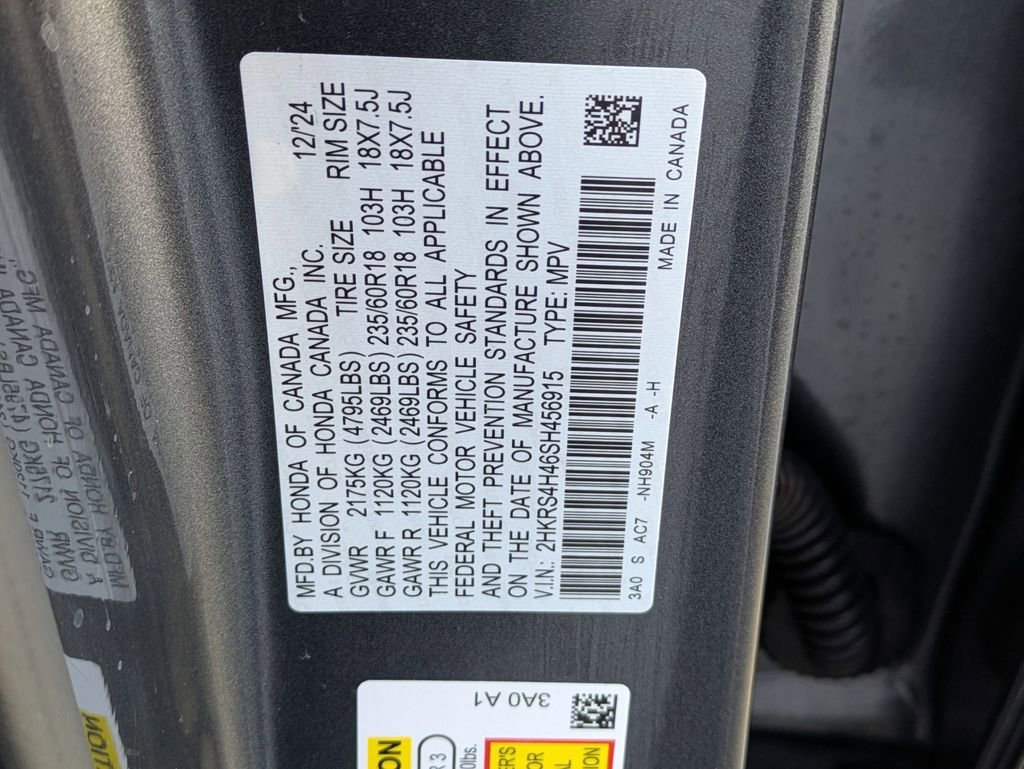 MFD.BY HONDA OF CANADA MFG., 12/'24
A DIVISION OF HONDA CANADA INC.
TIRE SIZE RIM SIZE
GVWR 2175KG (4795LBS)
GAWR F 1120KG (2469LBS) 235/60R18 103H 18X7.5J
GAWR R 1120KG (2469LBS) 235/60R18 103H 18X7.5J
THIS VEHICLE CONFORMS TO ALL APPLICABLE
FEDERAL MOTOR VEHICLE SAFETY
AND THEFT PREVENTION STANDARDS IN EFFECT
ON THE DATE OF MANUFACTURE SHOWN ABOVE.
V.I.N.: 2HKRS4H46SH456915 TYPE: MPV
3A0 S AC7 -NH904M -A -H MADE IN CANADA
3A0 A1